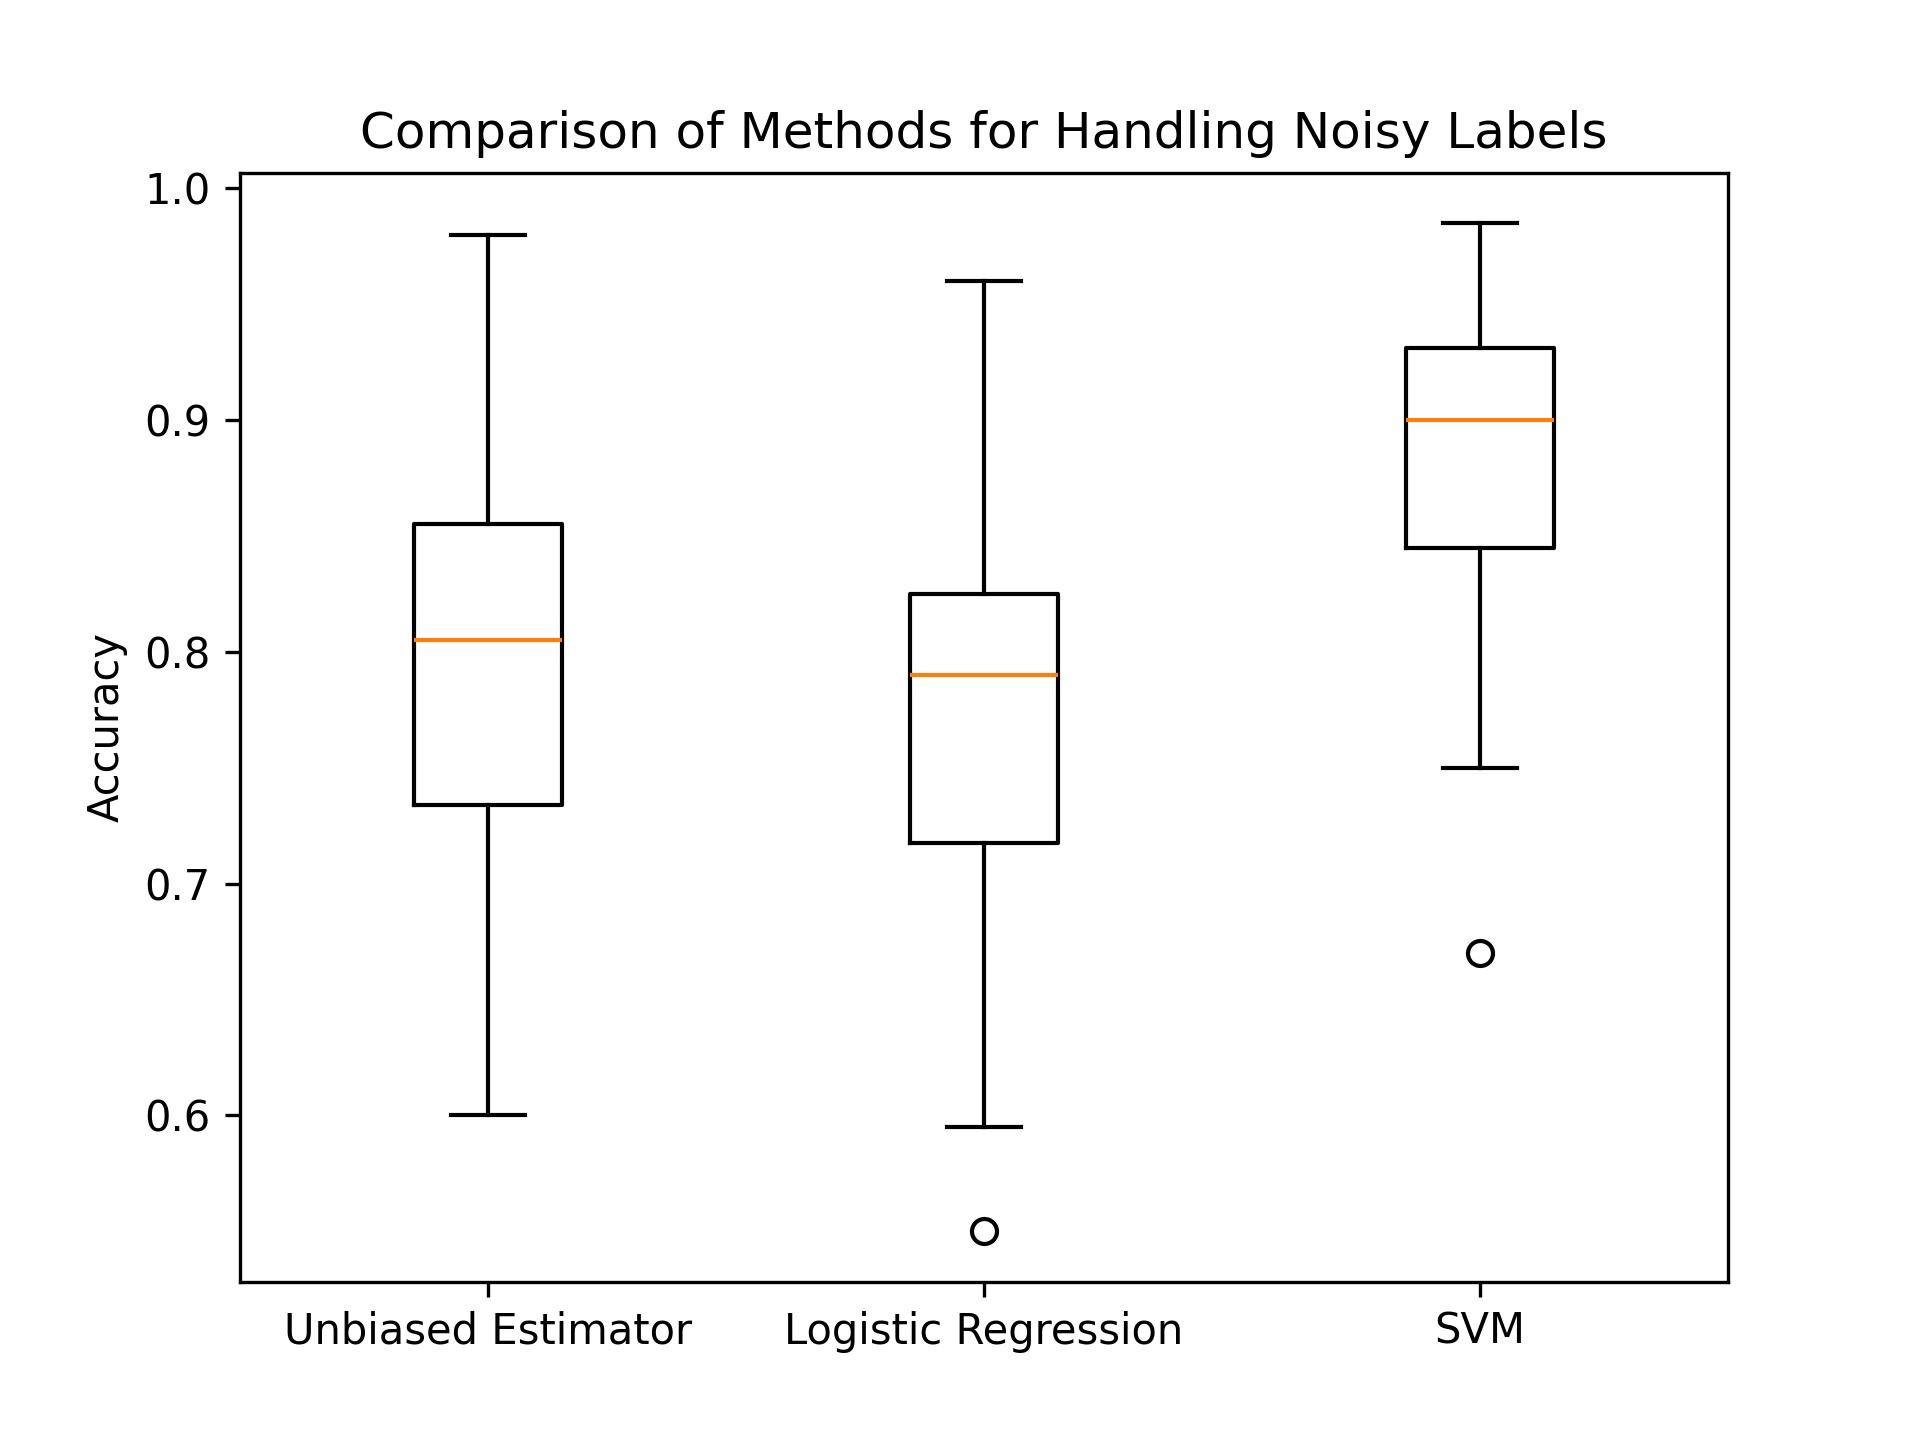 Comparison of Methods for Handling Noisy Labels
1.0
0.9
0.8
0.7
0.6
Accuracy
Unbiased Estimator
Logistic Regression
SVM